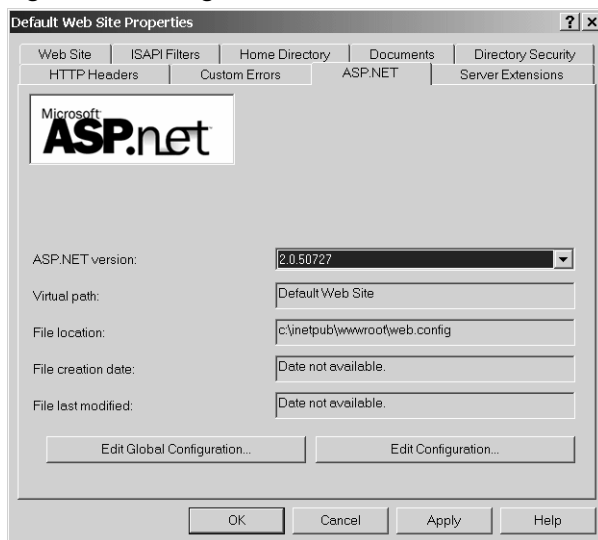 Default Web Site Properties
? ×
Web Site ISAPI Filters Home Directory Documents Directory Security
HTTP Headers Custom Errors ASP.NET Server Extensions
Microsoft
ASP.net
ASP.NET version: 2.0.50727
Virtual path: Default Web Site
File location: c:\inetpub\wwwroot\web.config
File creation date: Date not available.
File last modified: Date not available.
Edit Global Configuration... Edit Configuration...
OK Cancel Apply Help